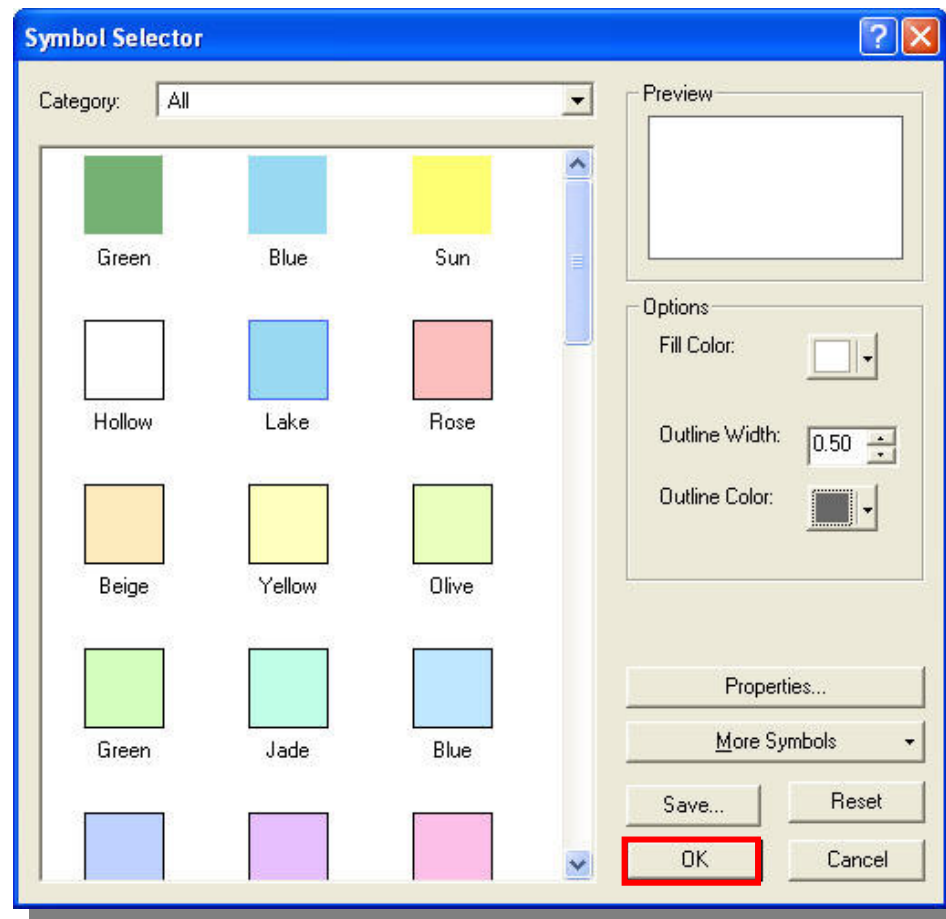 Symbol Selector
Category: All
Green Blue Sun
Hollow Lake Rose
Beige Yellow Olive
Green Jade Blue
Preview
Options
Fill Color:
Outline Width: 0.50
Outline Color:
Properties...
More Symbols
Save... Reset
OK Cancel